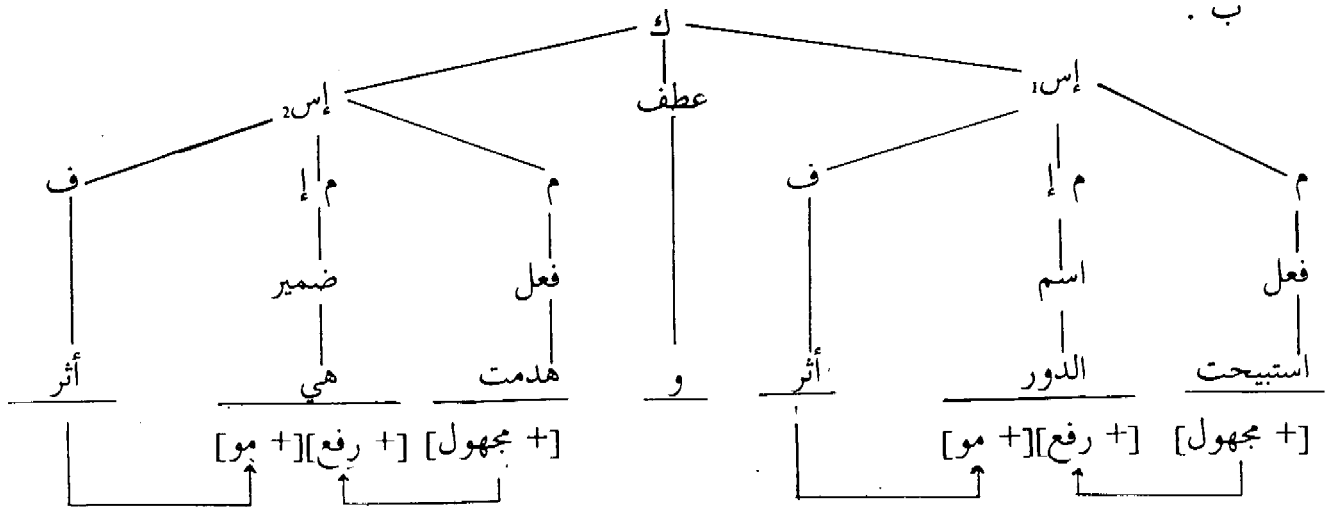 ب .
ك
إس1 عطف إس2
م م إ ف م م إ ف
فعل اسم فعل ضمير
استبيحت الدور أثر و هدمت هي أثر
[+ مجهول] [+ رفع][+ مو] [+ مجهول] [+ رفع][+ مو]